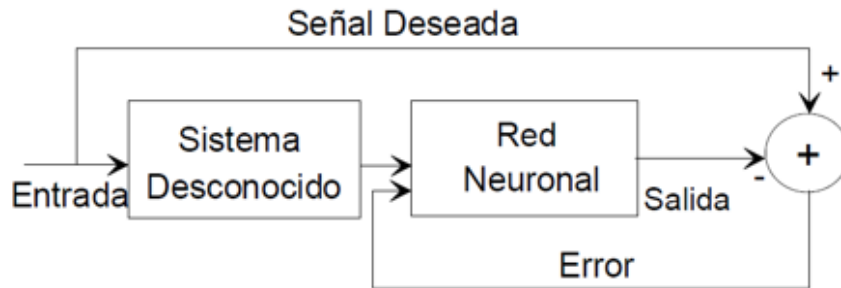 Señal Deseada
+
Sistema
Desconocido
Red
Neuronal
+
-
Entrada
Salida
Error